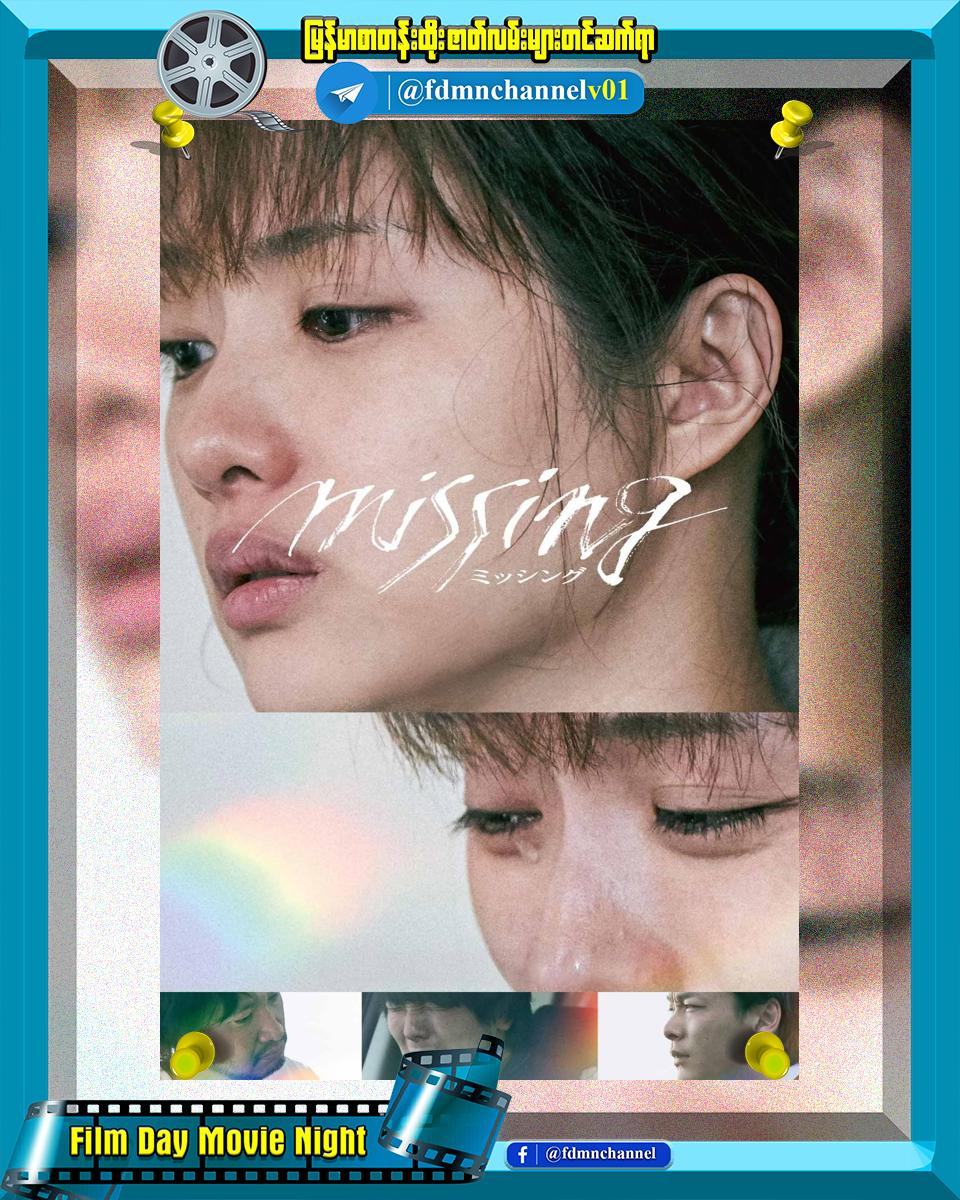 မြန်မာစာတန်းထိုးဇာတ်လမ်းများတင်ဆက်ရာ
@fdmnchannelv01
missing
ミッシング
Film Day Movie Night
@fdmnchannel